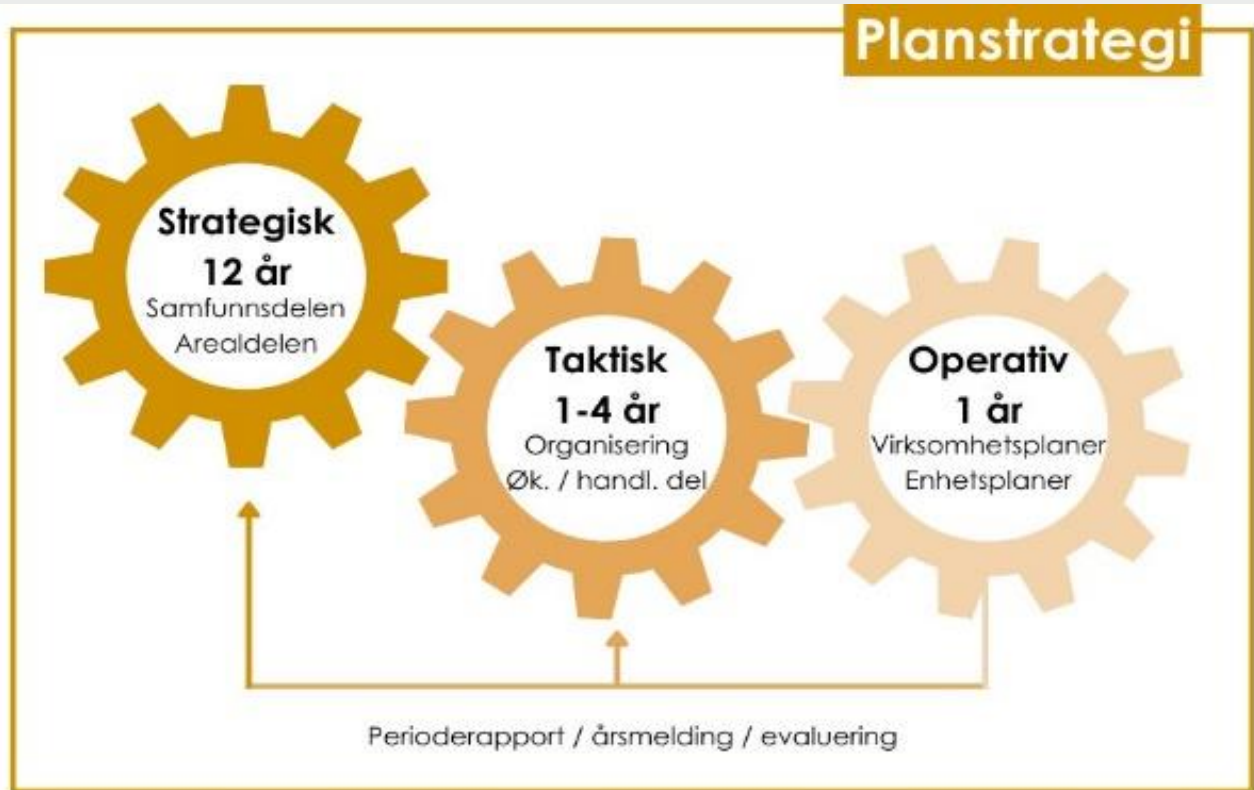 Planstrategi
Strategisk
12 år
Samfunnsdelen
Arealdelen
Taktisk
1-4 år
Organisering
Øk. / handl. del
Operativ
1 år
Virksomhetsplaner
Enhetsplaner
Perioderapport / årsmelding / evaluering